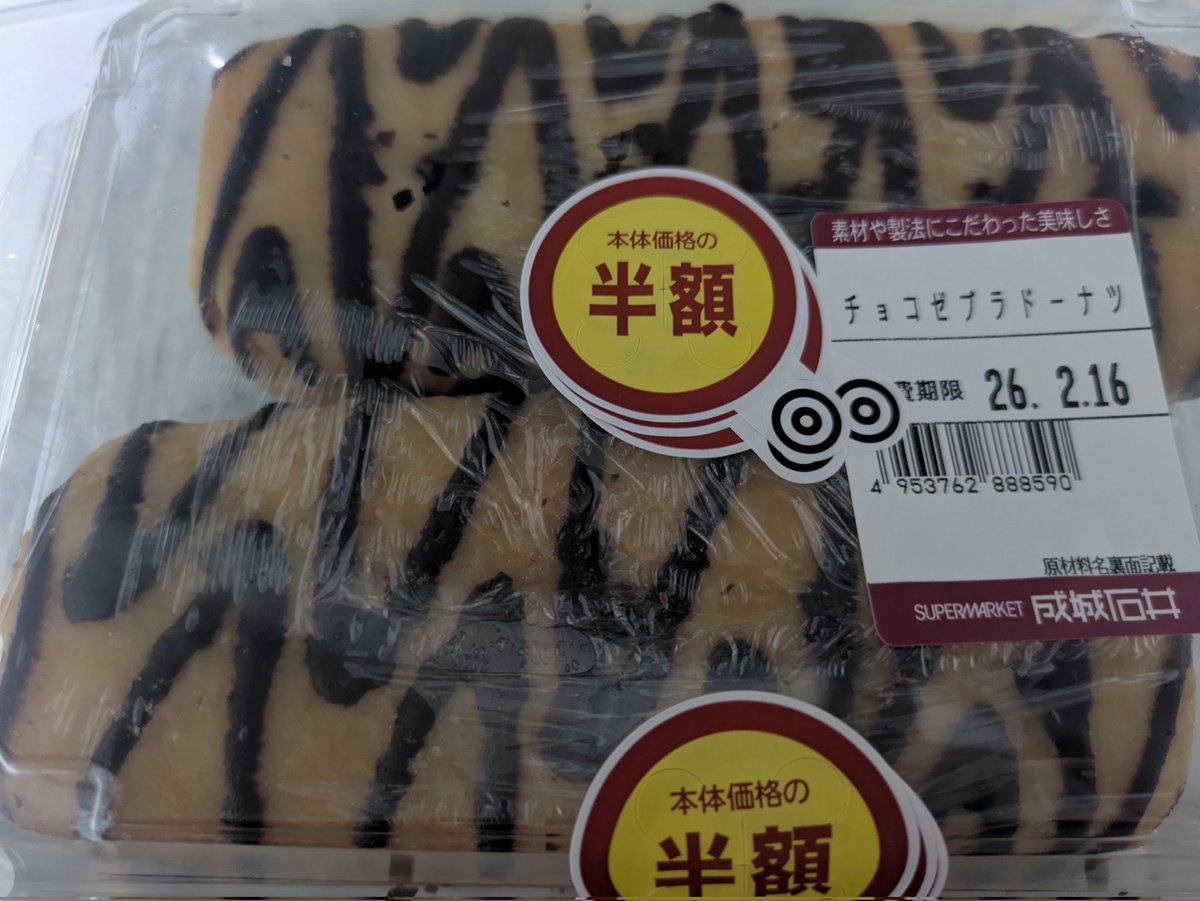 本体価格の
半額
素材や製法にこだわった美味しさ
チョコゼブラドーナツ
費期限 26. 2.16
4 953762 888590
原材料名裏面記載
SUPERMARKET 成城石井
本体価格の
半額